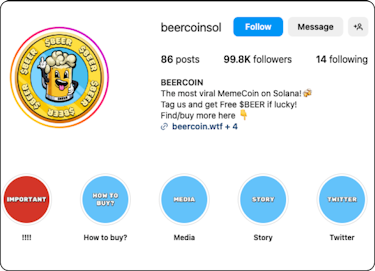 beercoinsol
Follow
Message
$BEER $BEER $BEER $BEER $BEER
86 posts
99.8K followers
14 following
BEERCOIN
The most viral MemeCoin on Solana! 🍻
Tag us and get Free $BEER if lucky!
Find/buy more here 👇
beercoin.wtf + 4
IMPORTANT
HOW TO
BUY?
MEDIA
STORY
TWITTER
!!!!
How to buy?
Media
Story
Twitter